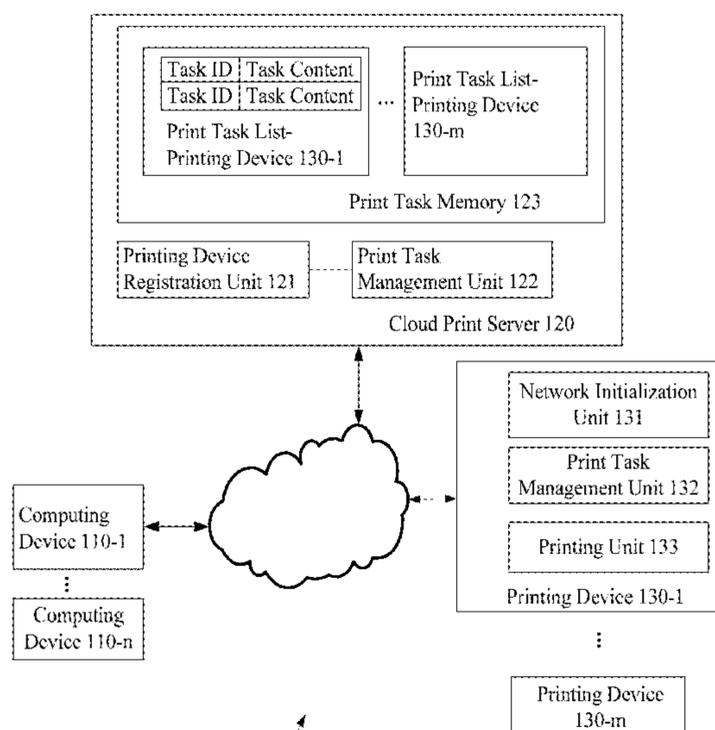 Task ID Task Content
Task ID Task Content
Print Task List-
Printing Device 130-1
...
Print Task List-
Printing Device
130-m
Print Task Memory 123
Printing Device
Registration Unit 121
Print Task
Management Unit 122
Cloud Print Server 120
Network Initialization
Unit 131
Print Task
Management Unit 132
Printing Unit 133
Printing Device 130-1
Computing
Device 110-1
Computing
Device 110-n
Printing Device
130-m